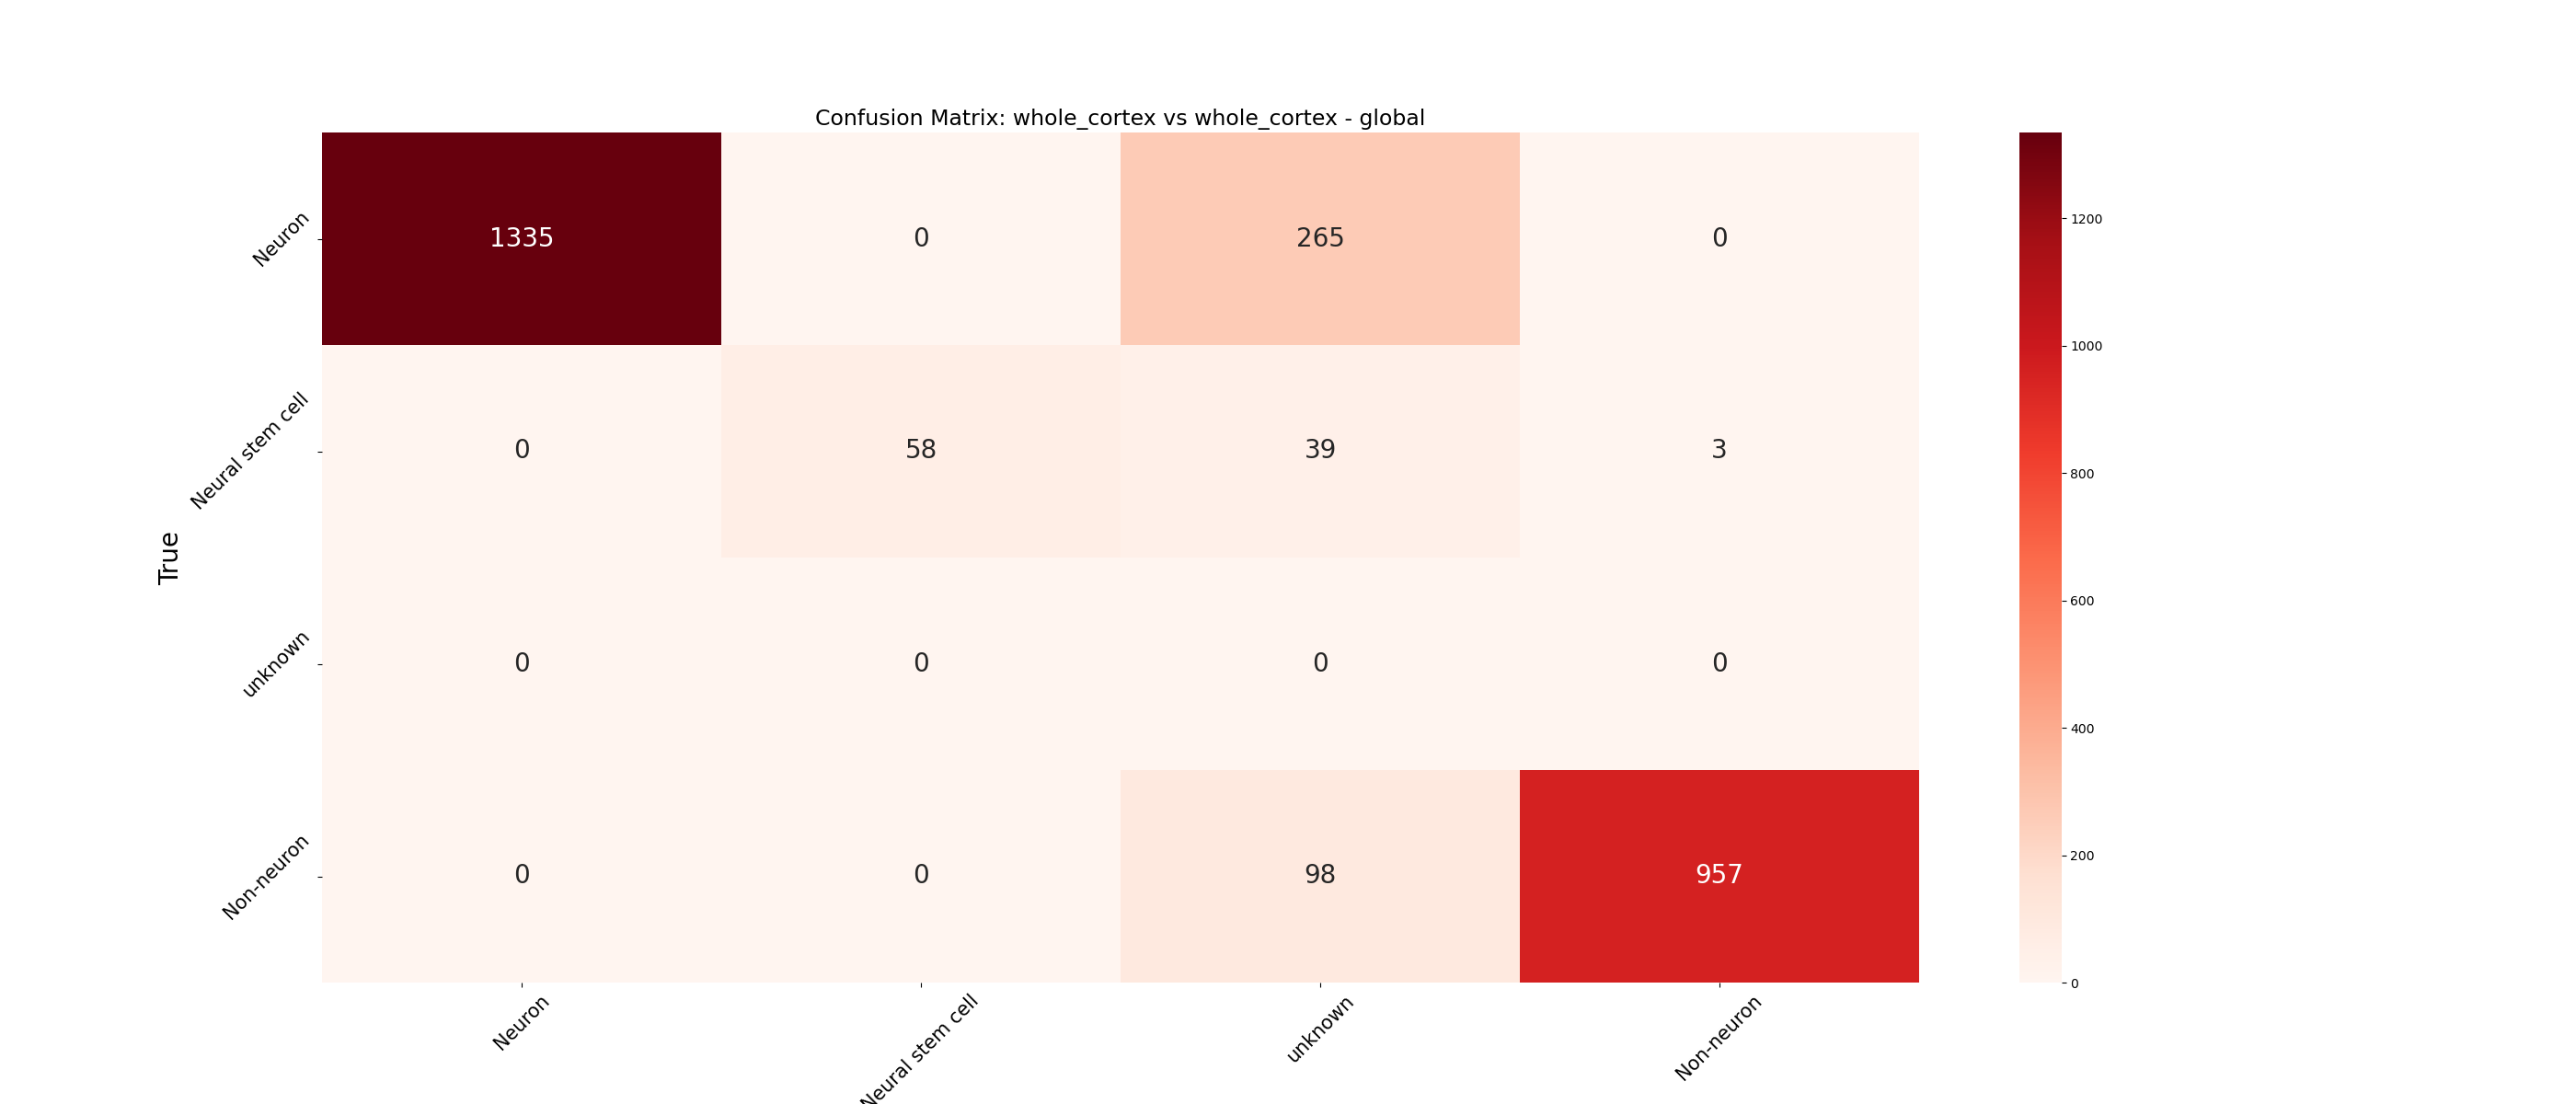 Confusion Matrix: whole_cortex vs whole_cortex - global
Neuron 1335 0 265 0
Neural stem cell 0 58 39 3
unknown 0 0 0 0
Non-neuron 0 0 98 957
True
Neuron Neural stem cell unknown Non-neuron
1200
1000
800
600
400
200
0